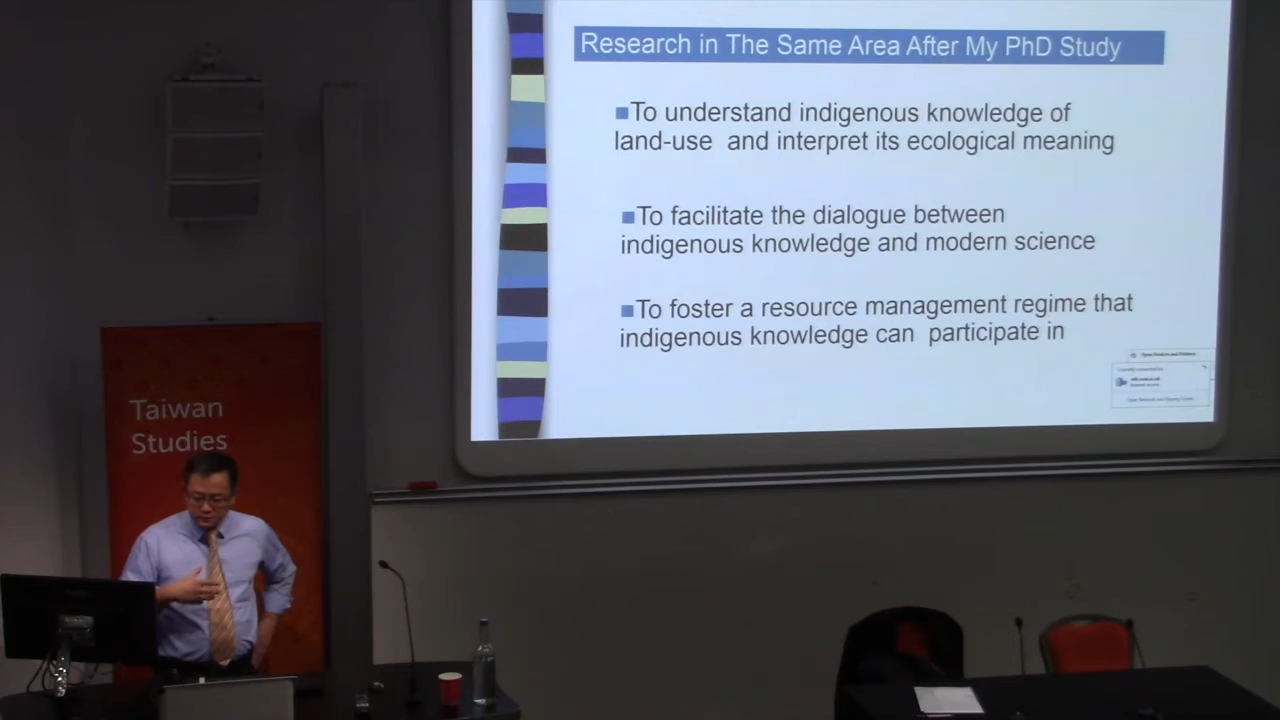 Research in The Same Area After My PhD Study
■To understand indigenous knowledge of
land-use and interpret its ecological meaning
■To facilitate the dialogue between
indigenous knowledge and modern science
■To foster a resource management regime that
indigenous knowledge can participate in
Taiwan
Studies